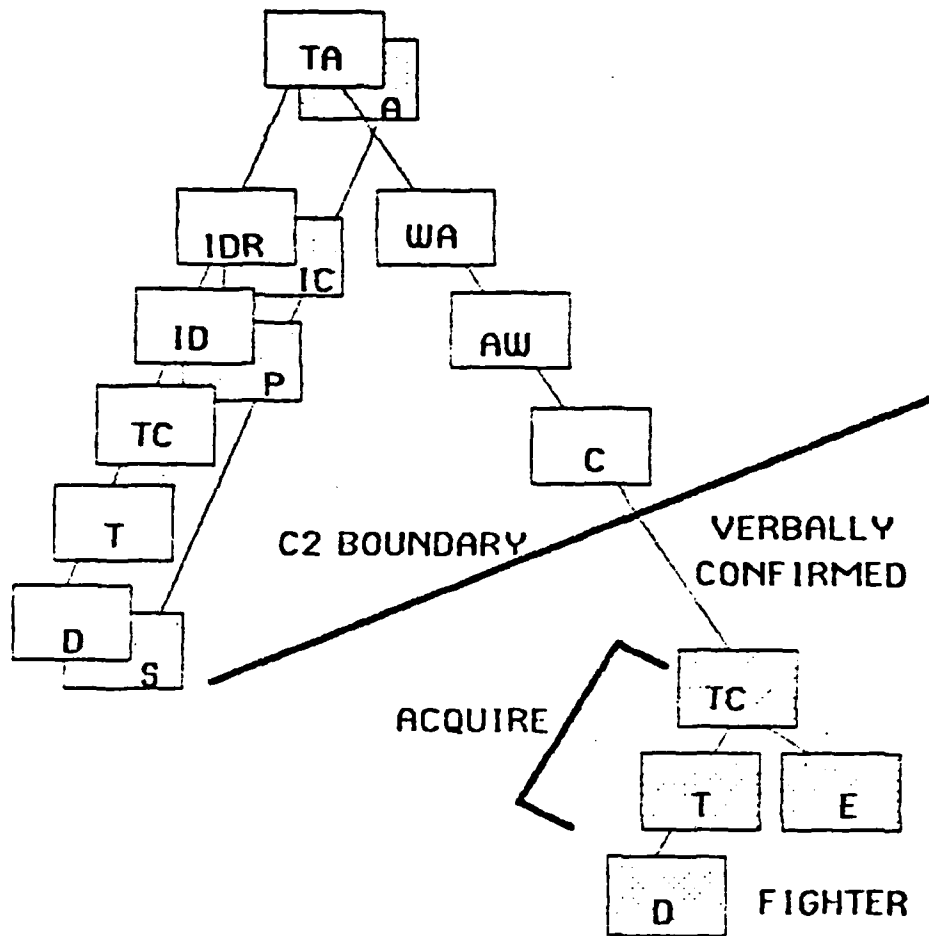 TA
A
IDR
IC
WA
ID
P
AW
TC
C
T
C2 BOUNDARY
VERBALLY
CONFIRMED
D
S
TC
ACQUIRE
T
E
D
FIGHTER